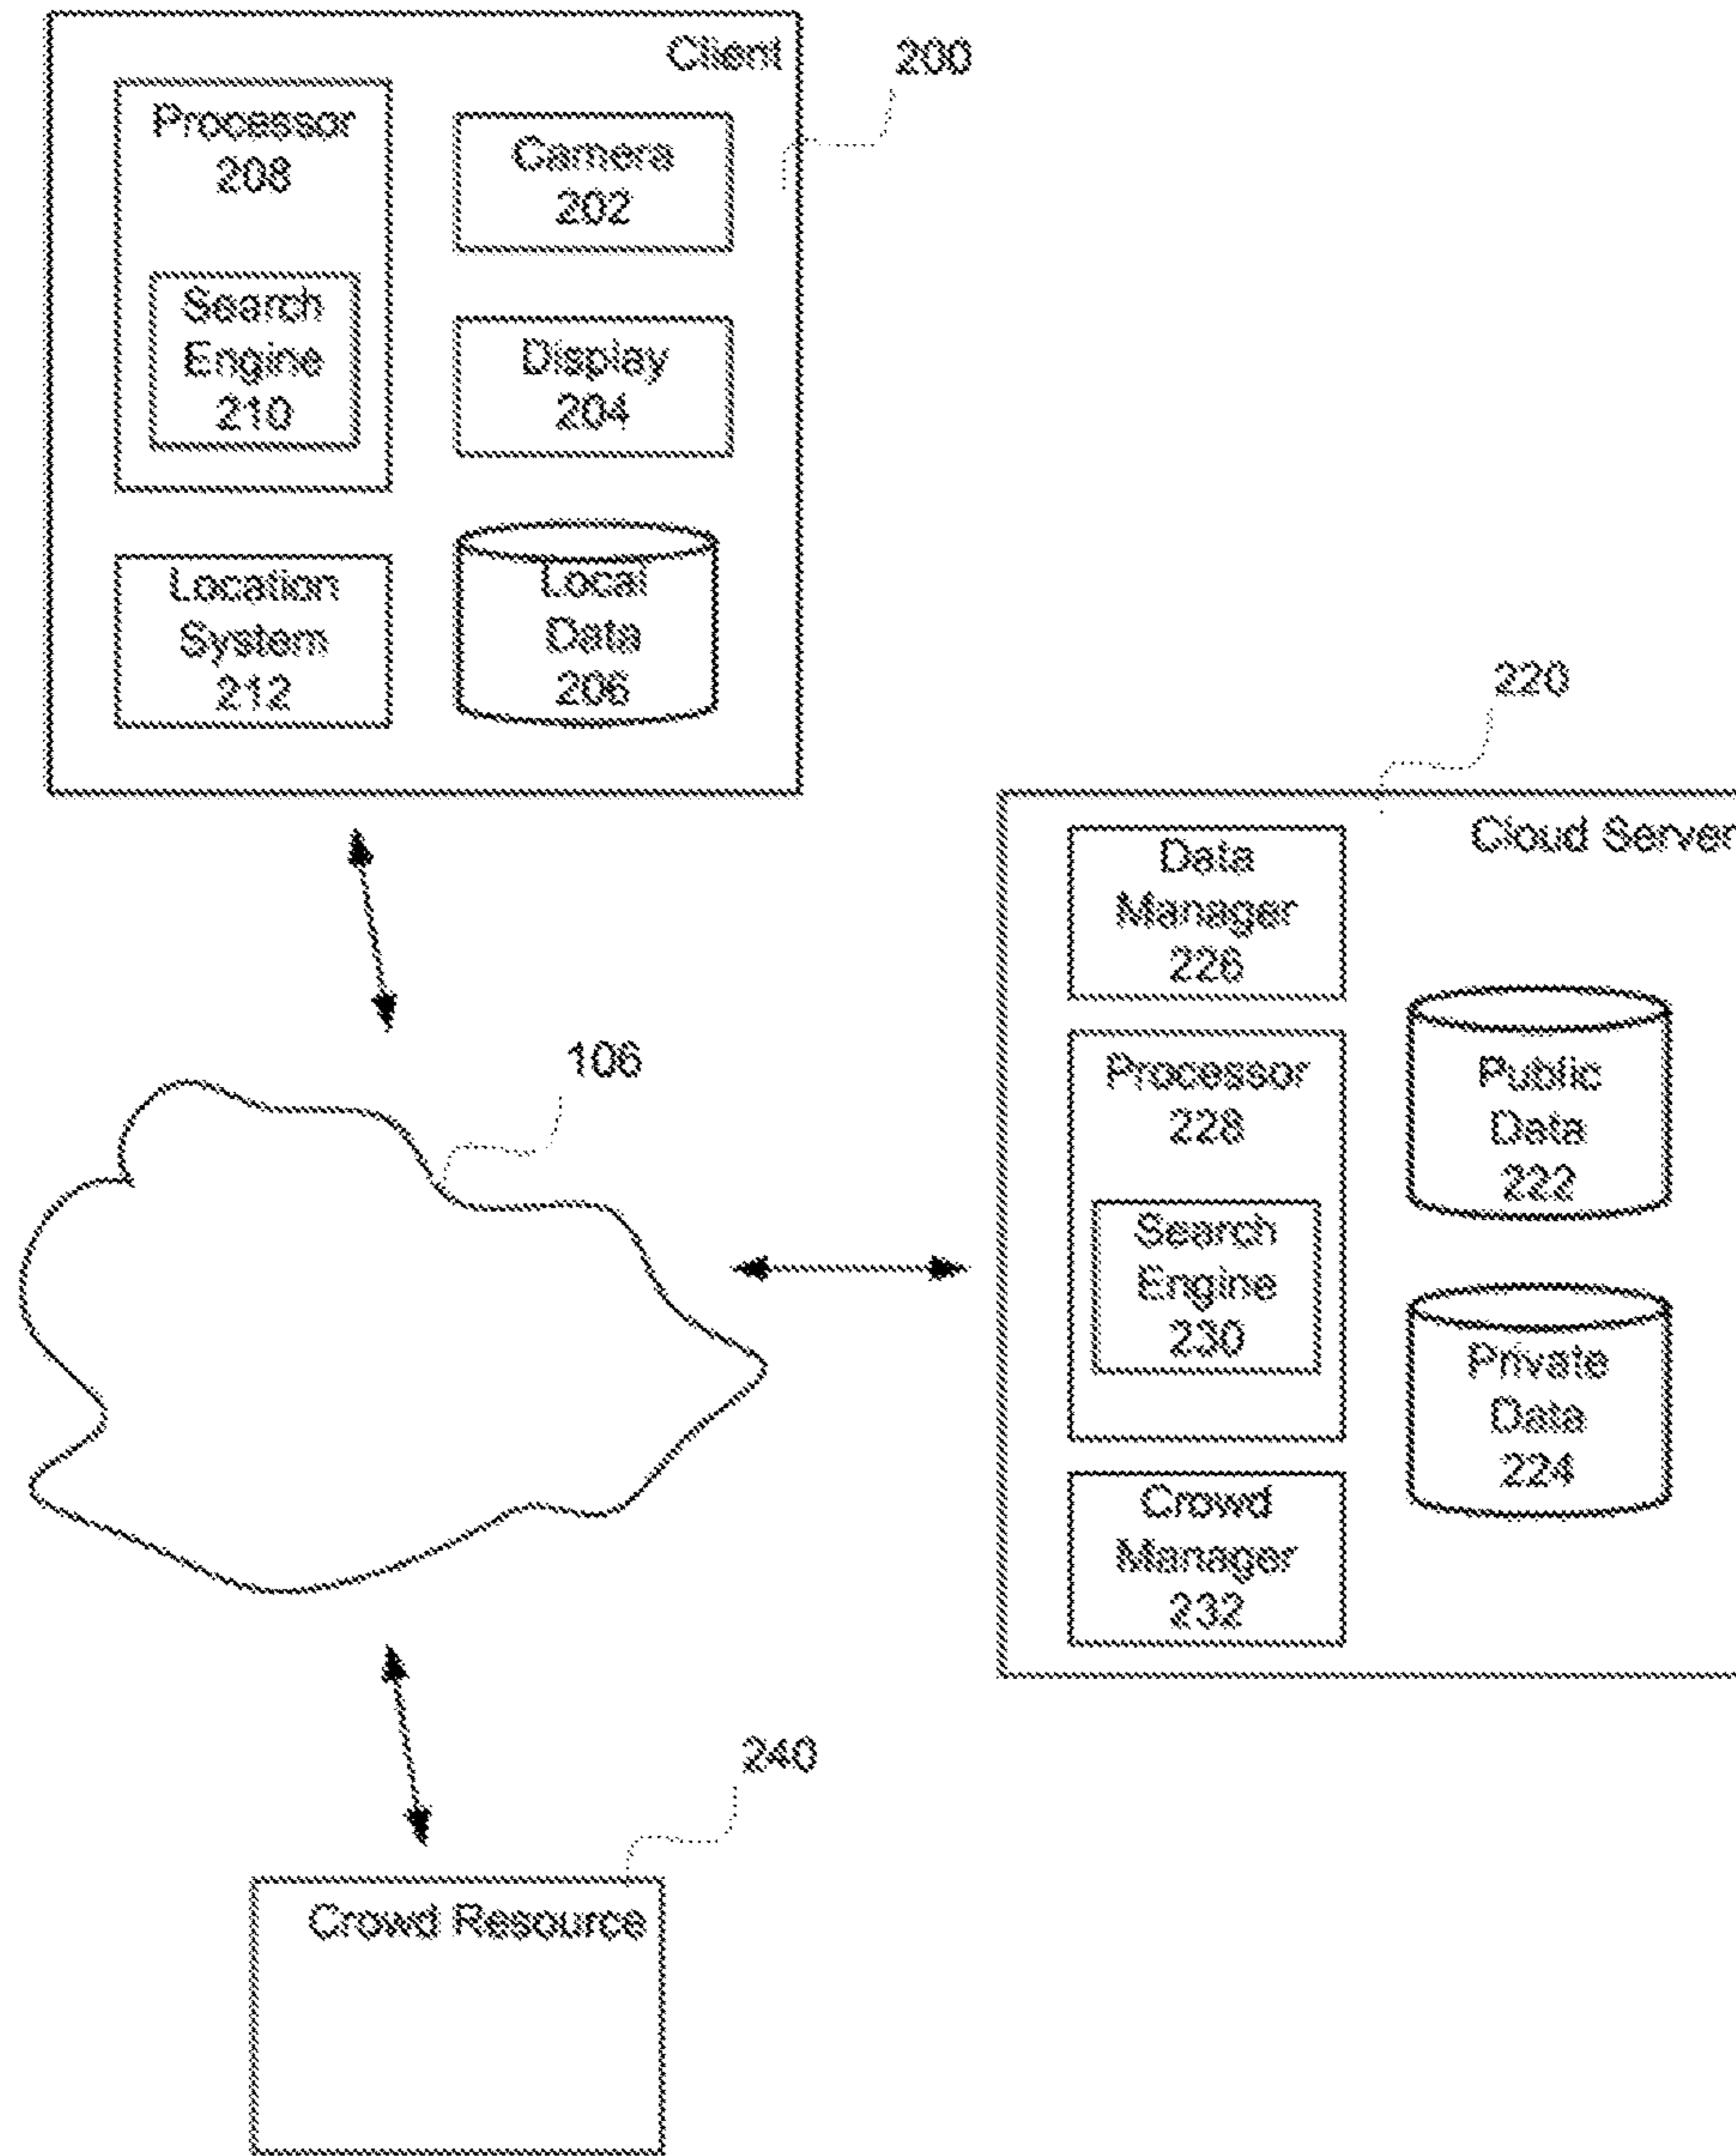 Client
200
Processor
208
Camera
202
Search
Engine
210
Display
204
Location
System
212
Local
Data
206
220
Cloud Server
Data
Manager
226
106
Processor
228
Public
Data
222
Search
Engine
230
Private
Data
224
Crowd
Manager
232
240
Crowd Resource